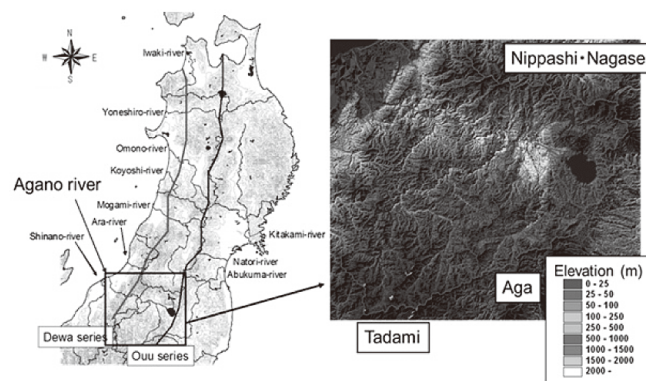 N
W E
S
Iwaki-river
Yoneshiro-river
Omono-river
Koyoshi-river
Agano river
Mogami-river
Ara-river
Shinano-river
Kitakami-river
Natori-river
Abukuma-river
Dewa series
Ouu series
Nippashi・Nagase
Aga
Tadami
Elevation (m)
0 - 25
25 - 50
50 - 100
100 - 250
250 - 500
500 - 1000
1000 - 1500
1500 - 2000
2000 -